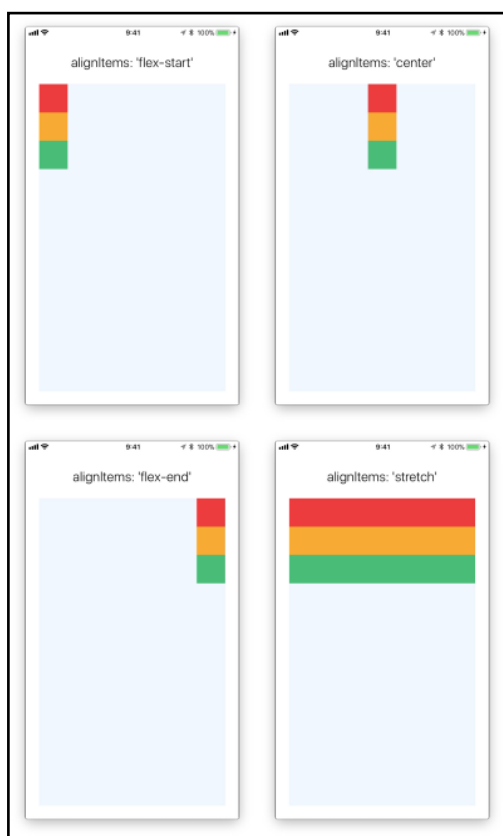 9:41 100%
alignItems: 'flex-start'
9:41 100%
alignItems: 'center'
9:41 100%
alignItems: 'flex-end'
9:41 100%
alignItems: 'stretch'